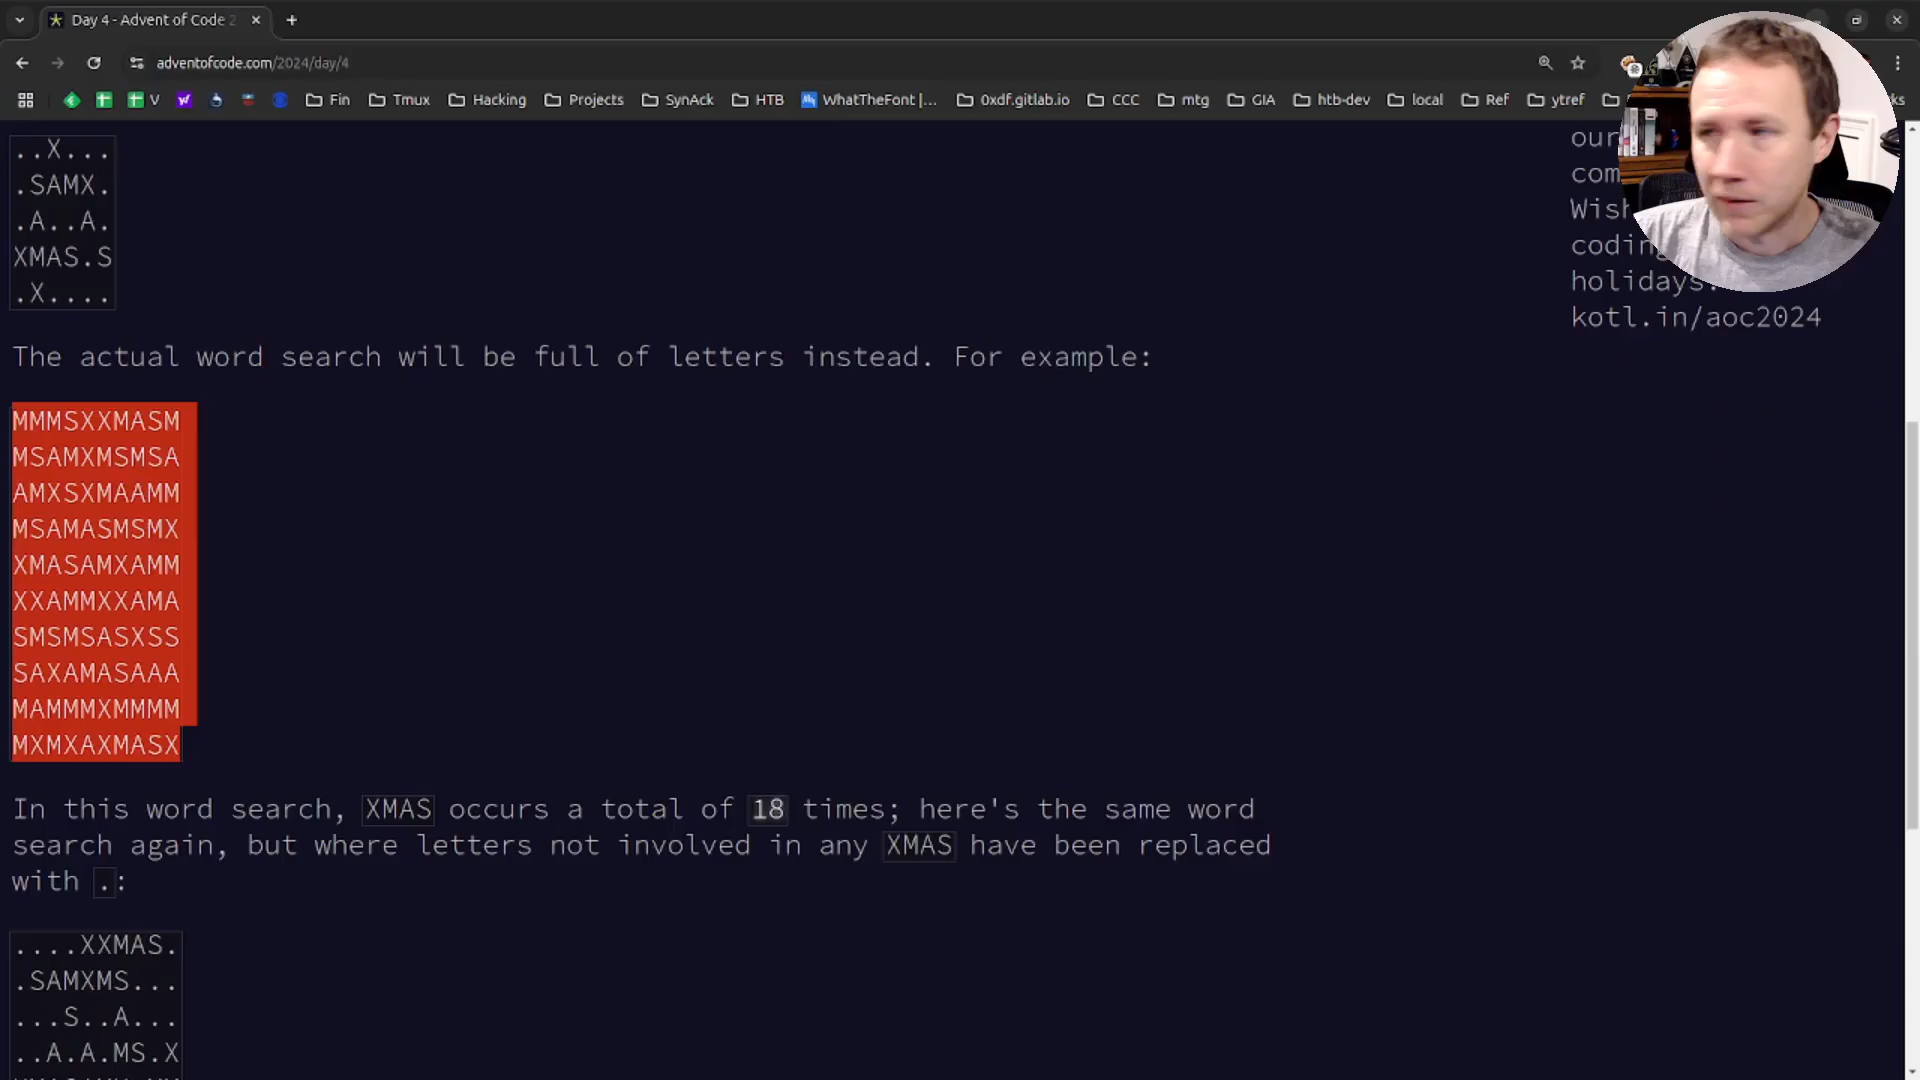 Day 4 - Advent of Code 2
adventofcode.com/2024/day/4
V
Fin
Tmux
Hacking
Projects
SynAck
HTB
WhatTheFont |...
0xdf.gitlab.io
CCC
mtg
GIA
htb-dev
local
Ref
ytref
..X...
.SAMX.
.A..A.
XMAS.S
.X....
The actual word search will be full of letters instead. For example:
MMMSXXMASM
MSAMXMSMSA
AMXSXMAAMM
MSAMASMSMX
XMASAMXAMM
XXAMMXXAMA
SMSMSASXSS
SAXAMASAAA
MAMMMXMMMM
MXMXAXMASX
In this word search, XMAS occurs a total of 18 times; here's the same word
search again, but where letters not involved in any XMAS have been replaced
with .:
....XXMAS.
.SAMXMS...
...S..A...
..A.A.MS.X
our
com
Wish
coding
holidays.
kotl.in/aoc2024